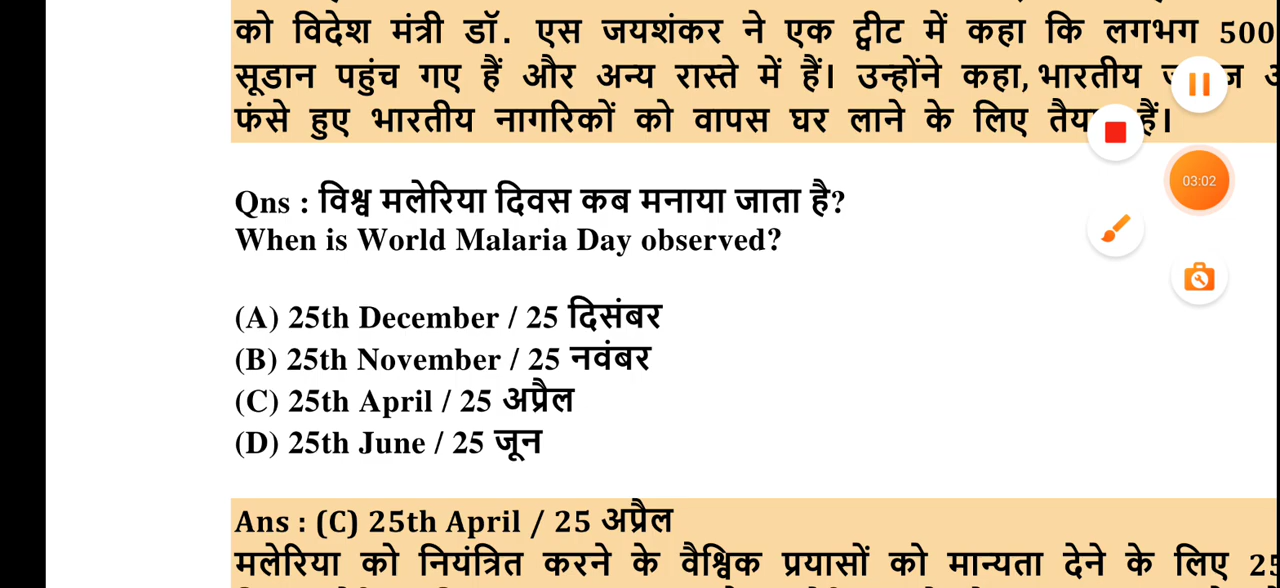 को विदेश मंत्री डॉ. एस जयशंकर ने एक ट्वीट में कहा कि लगभग 500
सूडान पहुंच गए हैं और अन्य रास्ते में हैं। उन्होंने कहा, भारतीय
फंसे हुए भारतीय नागरिकों को वापस घर लाने के लिए हैं।
03:02
Qns : विश्व मलेरिया दिवस कब मनाया जाता है?
When is World Malaria Day observed?
(A) 25th December / 25 दिसंबर
(B) 25th November / 25 नवंबर
(C) 25th April / 25 अप्रैल
(D) 25th June / 25 जून
Ans : (C) 25th April / 25 अप्रैल
मलेरिया को नियंत्रित करने के वैश्विक प्रयासों को मान्यता देने के लिए